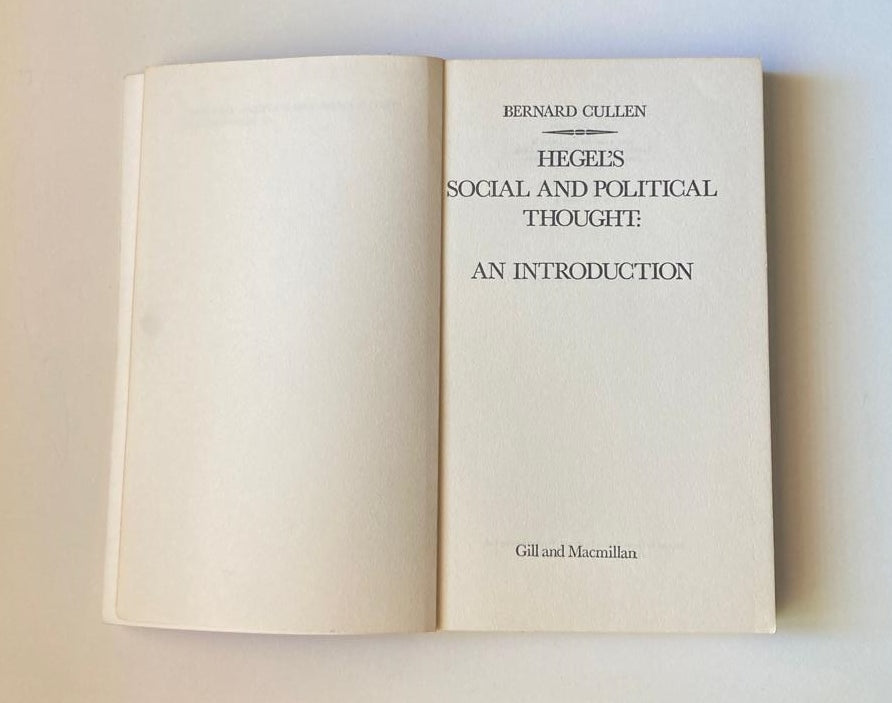 BERNARD CULLEN
HEGEL'S
SOCIAL AND POLITICAL
THOUGHT:
AN INTRODUCTION
Gill and Macmillan